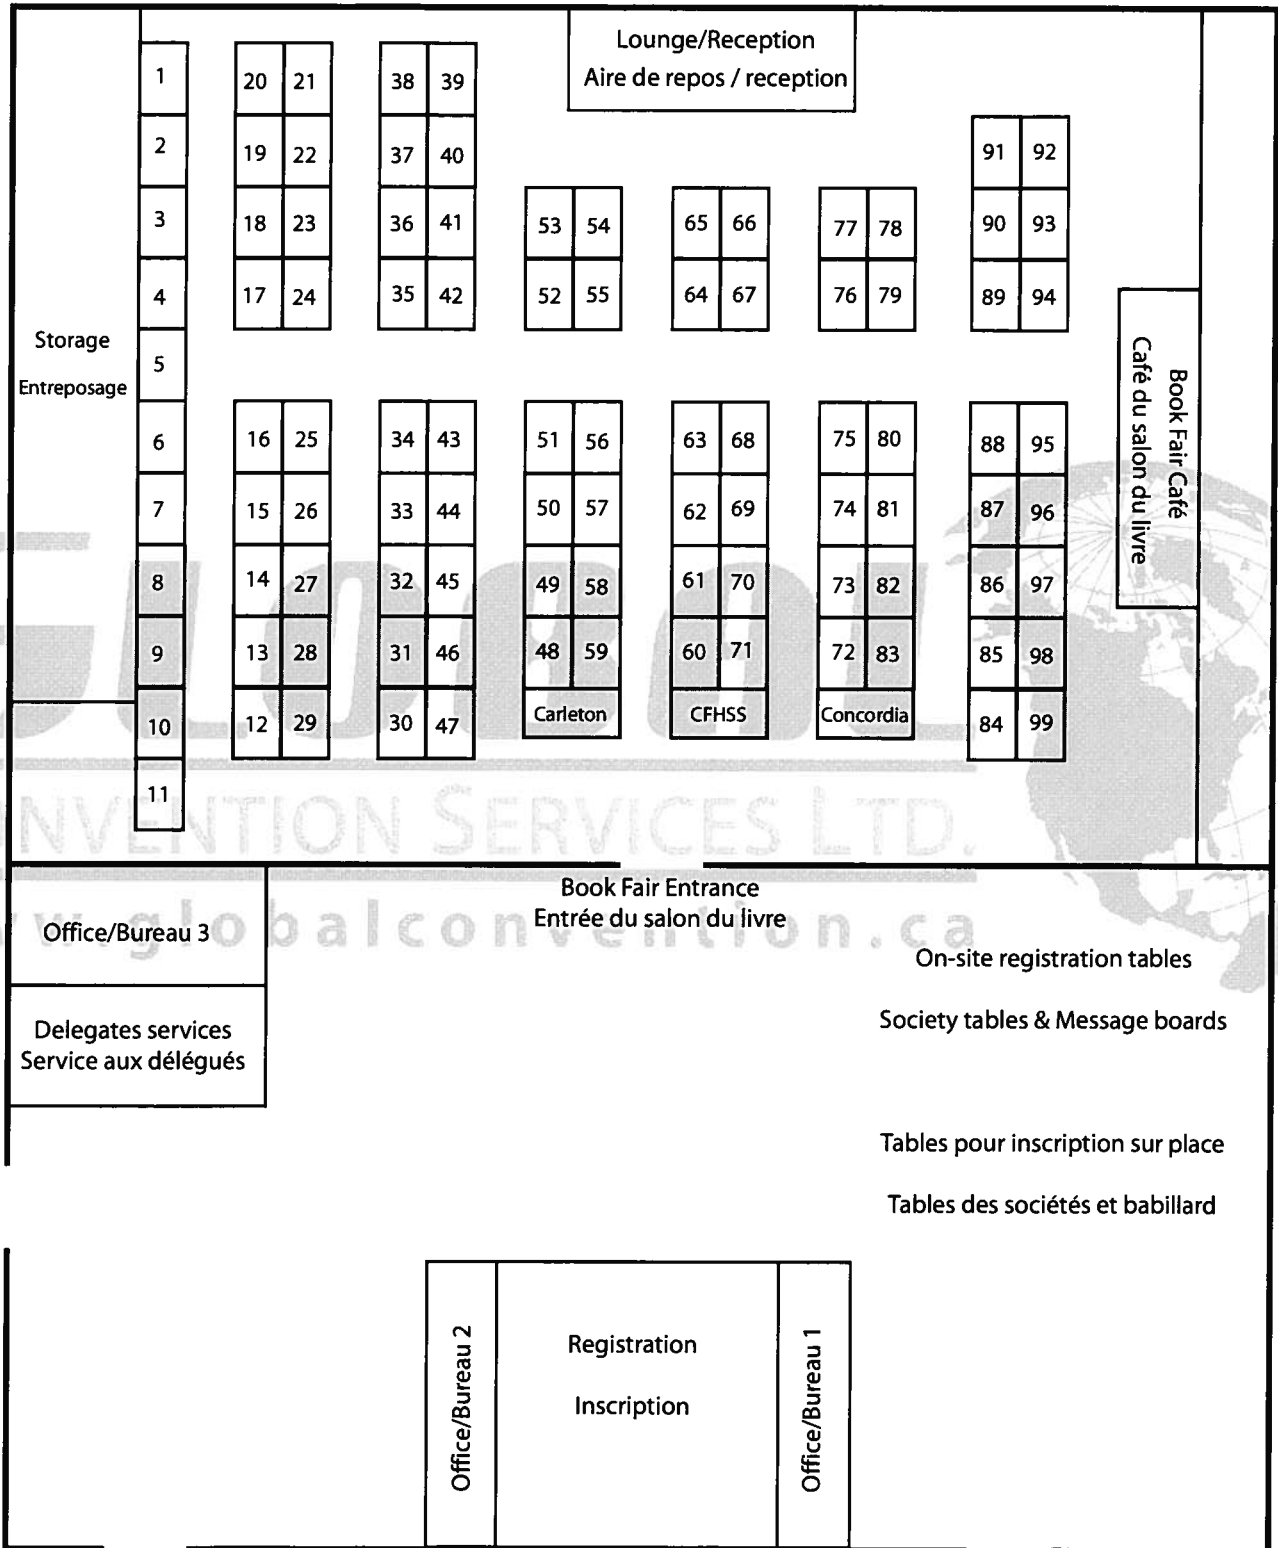 Lounge/Reception
Aire de repos / reception
1 20 21 38 39
2 19 22 37 40 91 92
3 18 23 36 41 53 54 65 66 77 78 90 93
4 17 24 35 42 52 55 64 67 76 79 89 94
Storage
Entreposage
5
Book Fair Café
Café du salon du livre
6 16 25 34 43 51 56 63 68 75 80 88 95
7 15 26 33 44 50 57 62 69 74 81 87 96
8 14 27 32 45 49 58 61 70 73 82 86 97
9 13 28 31 46 48 59 60 71 72 83 85 98
10 12 29 30 47 Carleton CFHSS Concordia 84 99
11
GLOBAL
NVENTION SERVICES LTD.
w.globalconvention.ca
Book Fair Entrance
Entrée du salon du livre
Office/Bureau 3
Delegates services
Service aux délégués
On-site registration tables
Society tables & Message boards
Tables pour inscription sur place
Tables des sociétés et babillard
Office/Bureau 2
Registration
Inscription
Office/Bureau 1